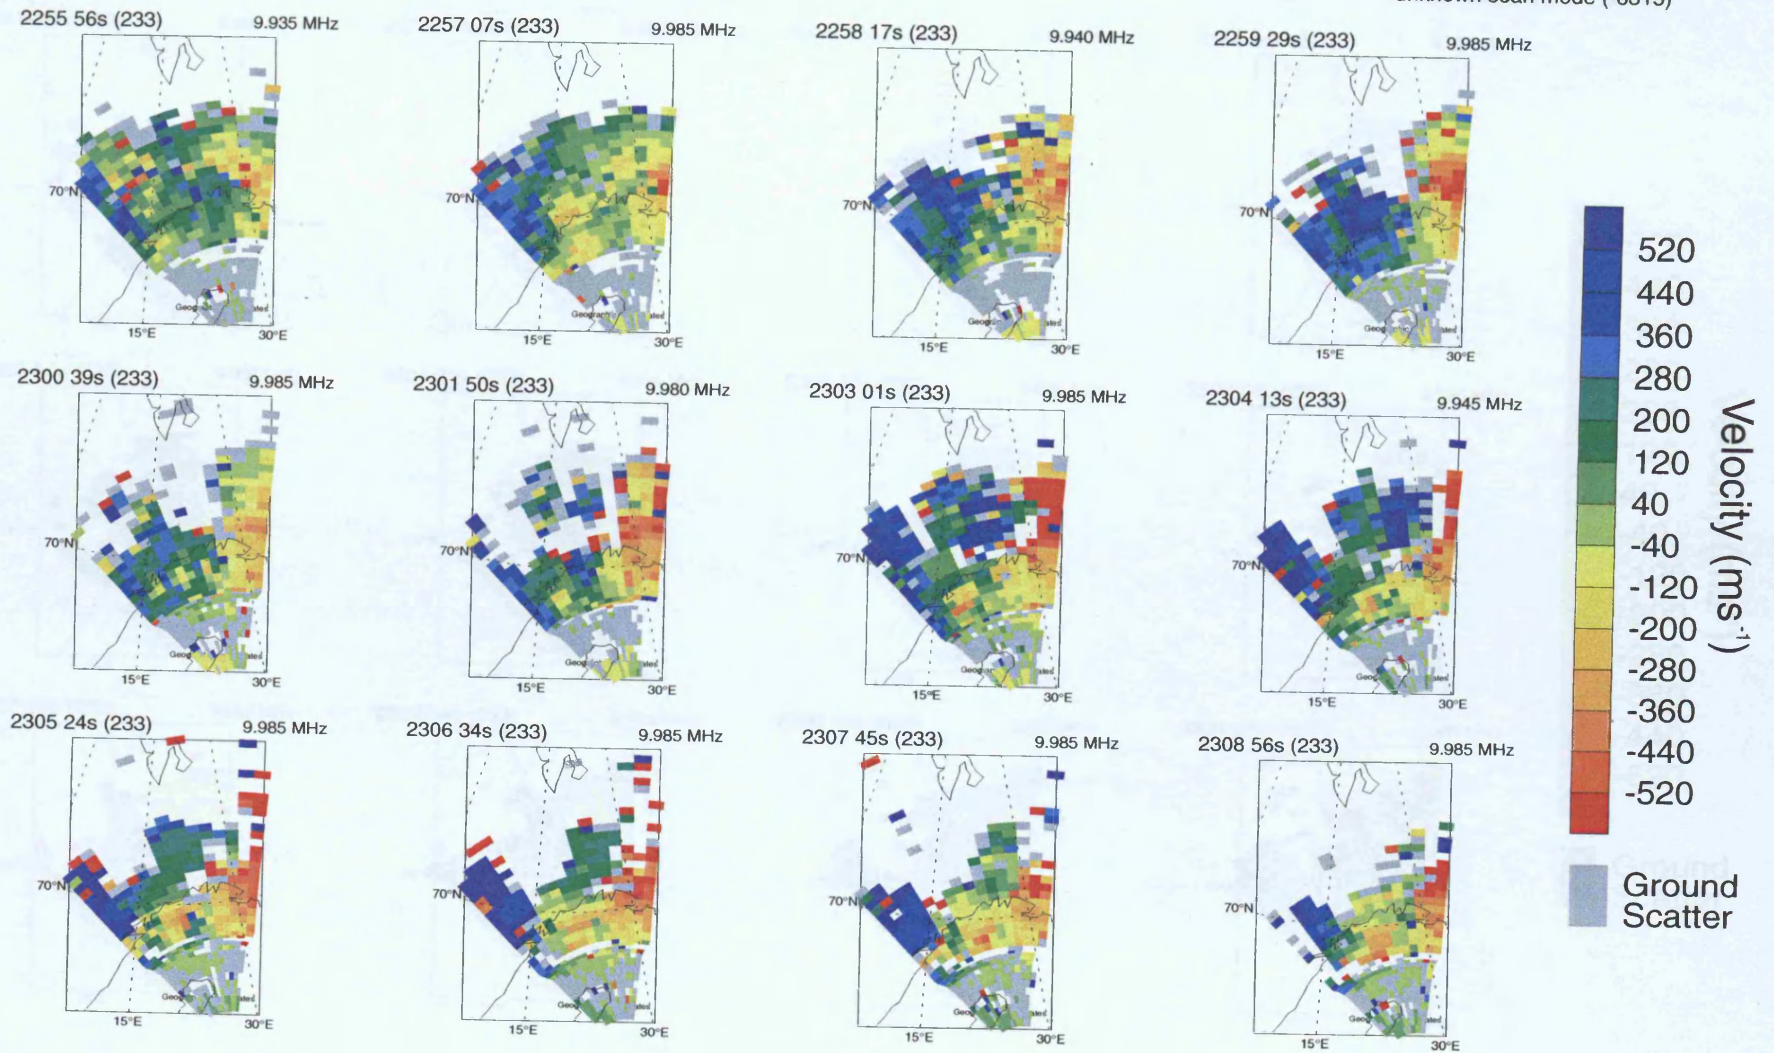 unknown scan mode (-6815)
2255 56s (233) 9.935 MHz
2257 07s (233) 9.985 MHz
2258 17s (233) 9.940 MHz
2259 29s (233) 9.985 MHz
70°N
70°N
70°N
70°N
15°E 30°E
15°E 30°E
15°E 30°E
15°E 30°E
2300 39s (233) 9.985 MHz
2301 50s (233) 9.980 MHz
2303 01s (233) 9.985 MHz
2304 13s (233) 9.945 MHz
70°N
70°N
70°N
70°N
15°E 30°E
15°E 30°E
15°E 30°E
15°E 30°E
2305 24s (233) 9.985 MHz
2306 34s (233) 9.985 MHz
2307 45s (233) 9.985 MHz
2308 56s (233) 9.985 MHz
70°N
70°N
70°N
70°N
15°E 30°E
15°E 30°E
15°E 30°E
15°E 30°E
520
440
360
280
200
120
40
-40
-120
-200
-280
-360
-440
-520
Velocity (ms⁻¹)
Ground
Scatter